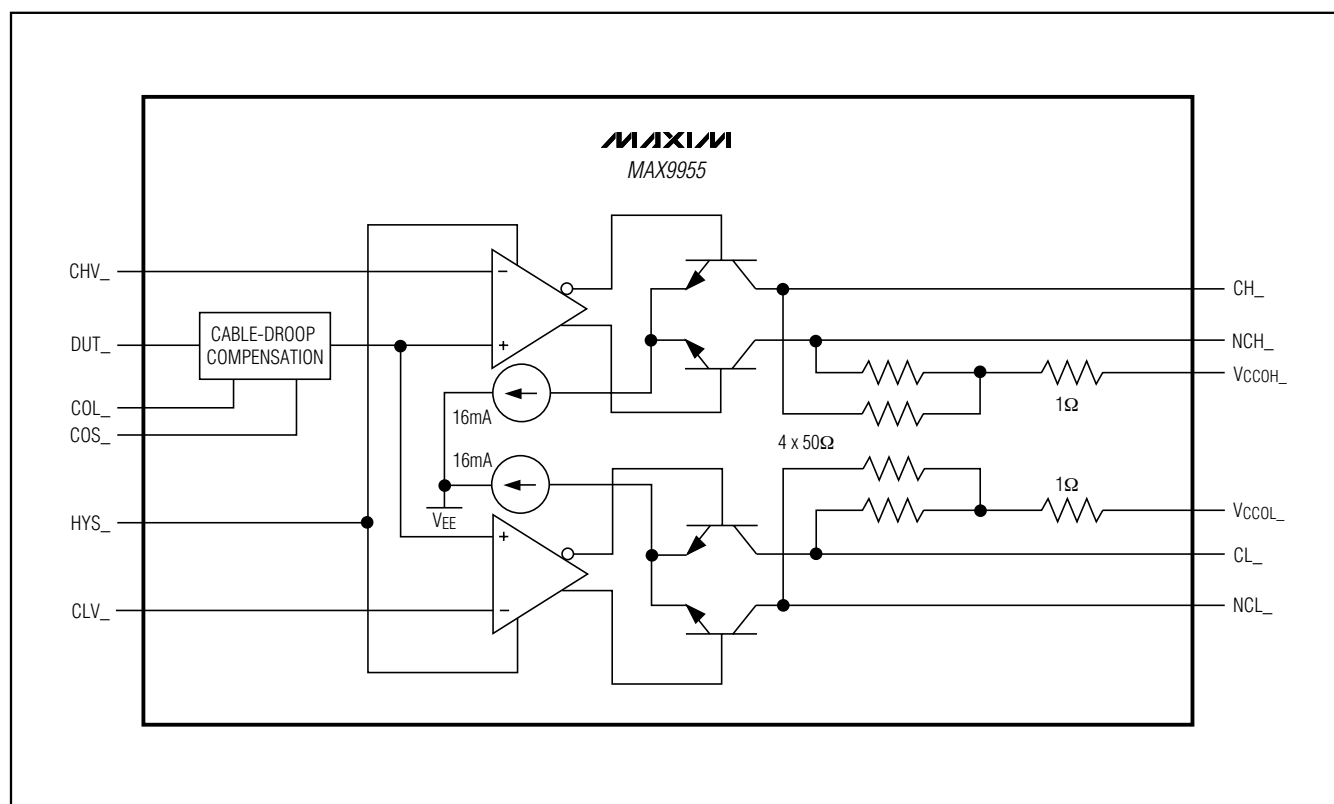 MAXIM
MAX9955
CHV_
DUT_
COL_
COS_
HYS_
CLV_
CABLE-DROOP
COMPENSATION
−
+
16mA
16mA
VEE
+
−
4 x 50Ω
1Ω
1Ω
CH_
NCH_
VCCOH_
VCCOL_
CL_
NCL_